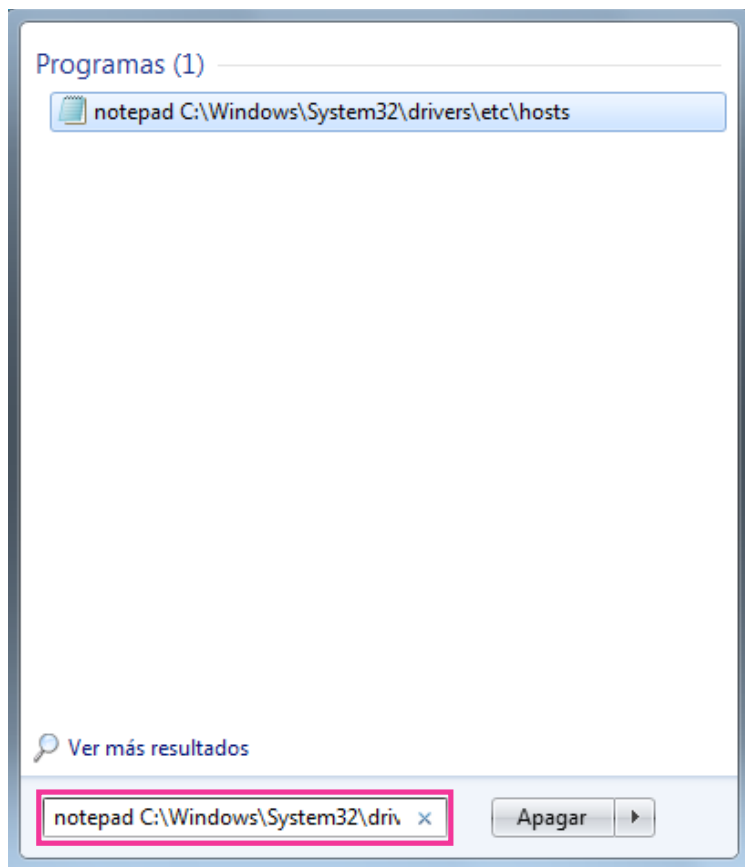 Programas (1)
notepad C:\Windows\System32\drivers\etc\hosts
Ver más resultados
notepad C:\Windows\System32\driv
Apagar